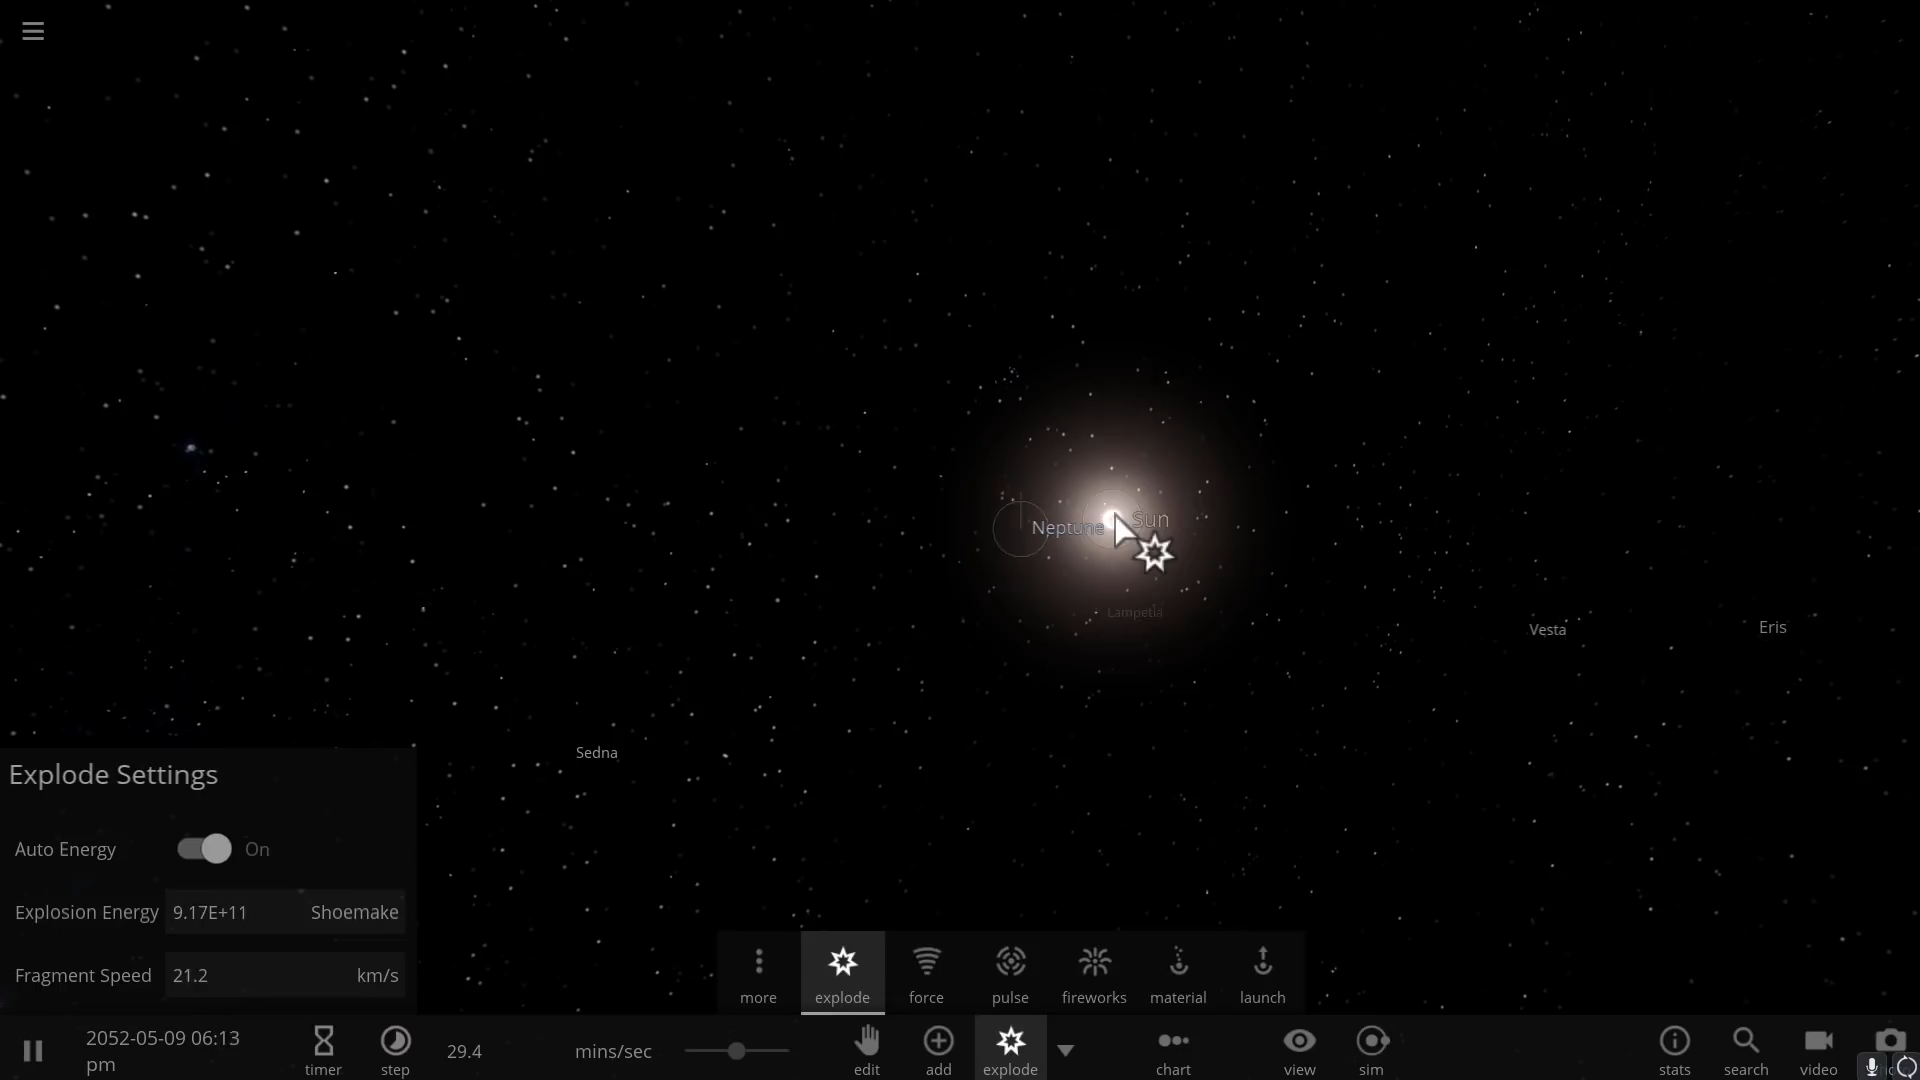 Neptune
Sun
Lampetia
Vesta
Eris
Sedna
Explode Settings
Auto Energy On
Explosion Energy 9.17E+11 Shoemake
Fragment Speed 21.2 km/s
more explode force pulse fireworks material launch
2052-05-09 06:13
pm
29.4 mins/sec
timer step edit add explode chart view sim stats search video